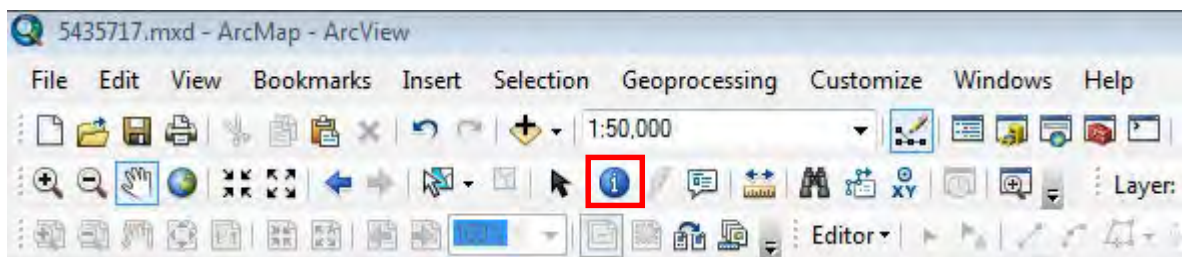 5435717.mxd - ArcMap - ArcView
File Edit View Bookmarks Insert Selection Geoprocessing Customize Windows Help
1:50,000
XY Layer:
Editor